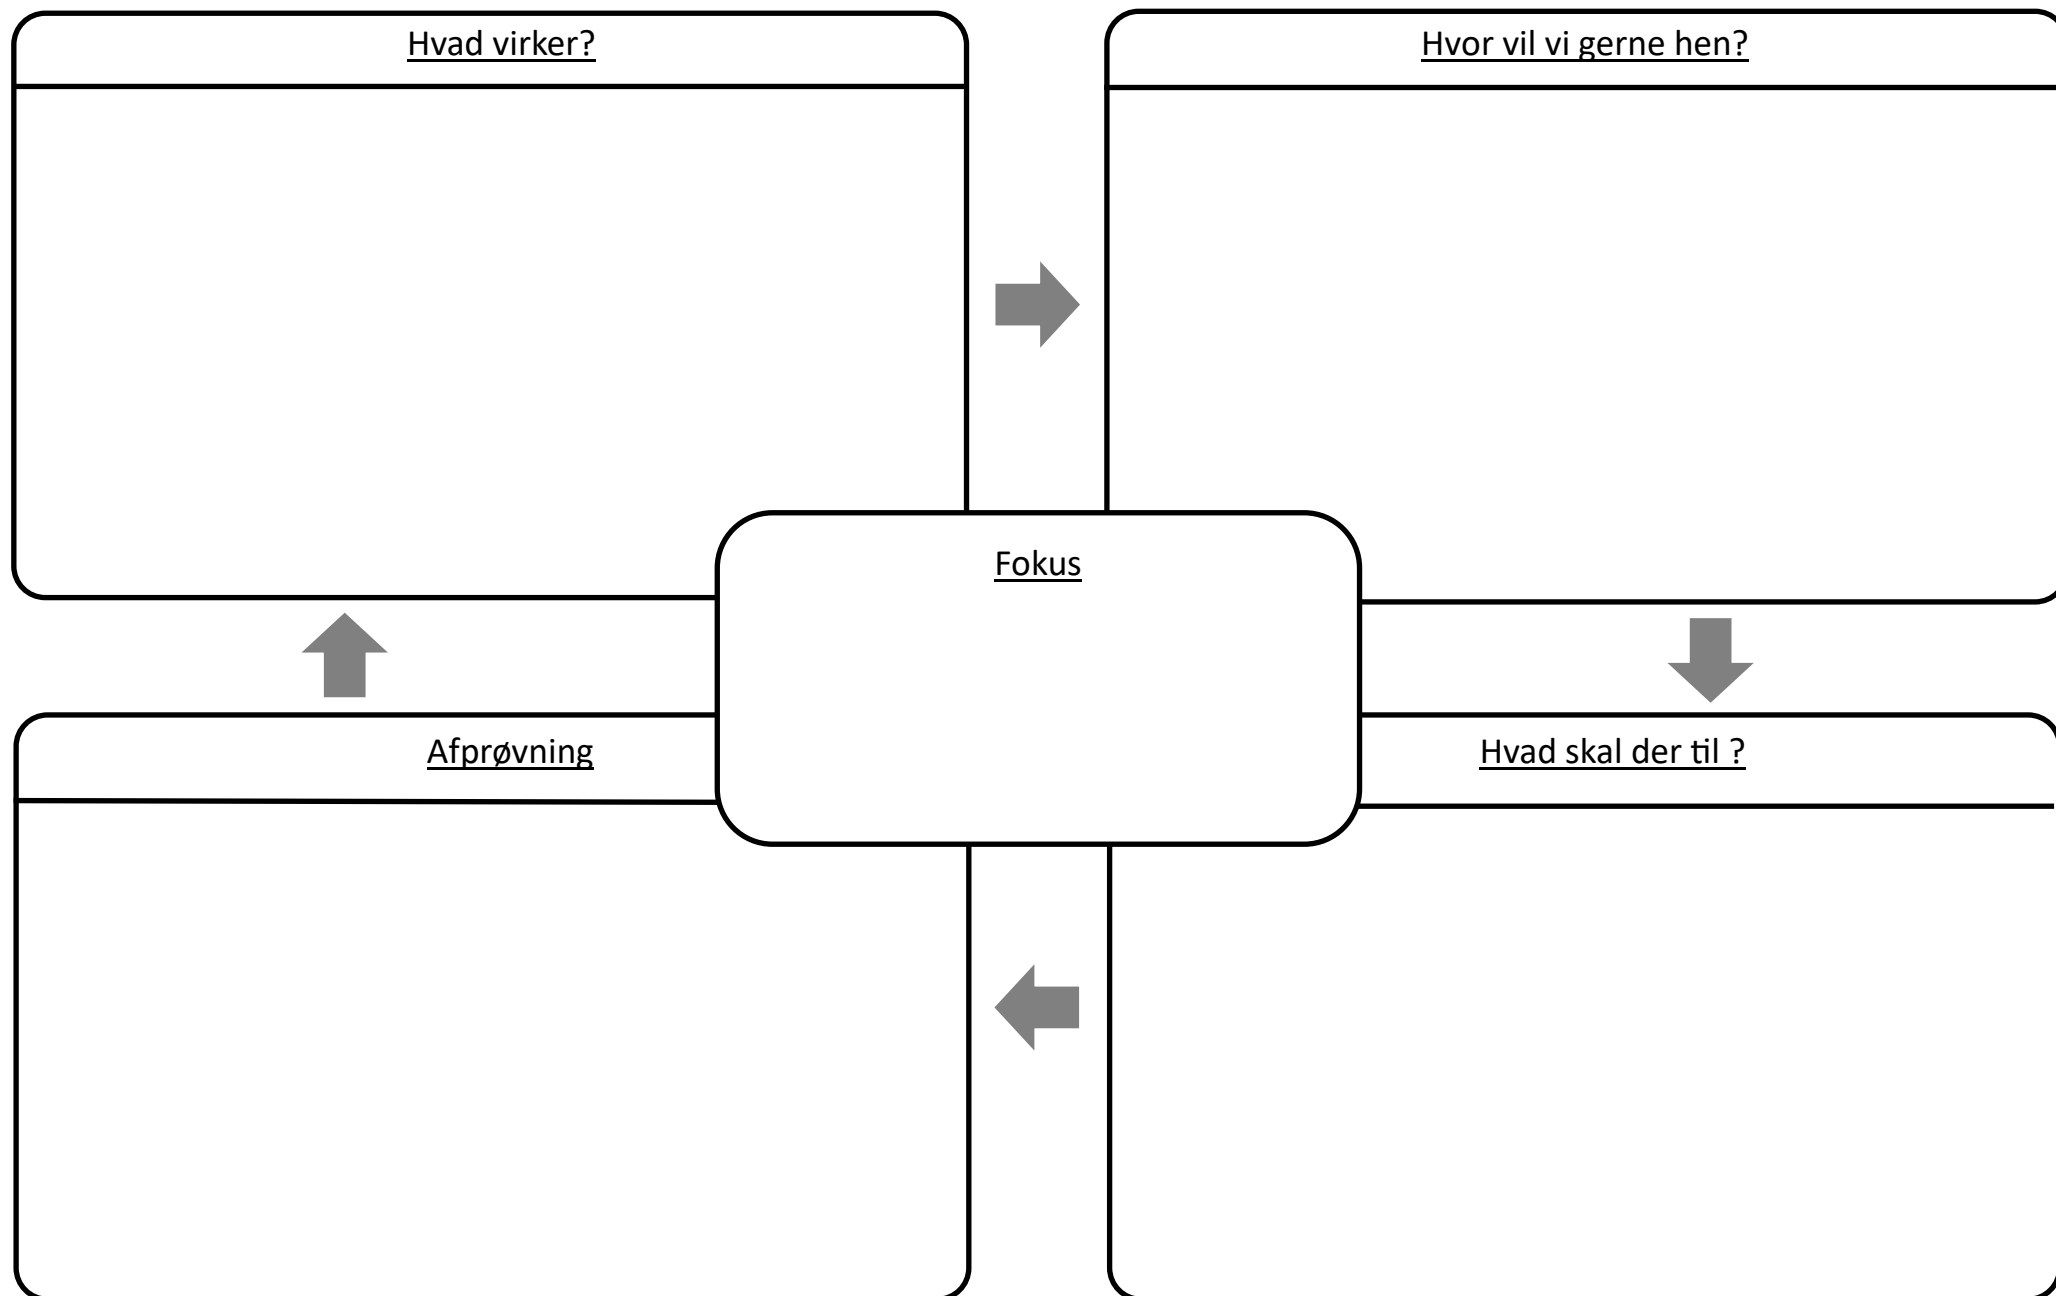 Hvad virker?
Hvor vil vi gerne hen?
Fokus
Afprøvning
Hvad skal der til ?